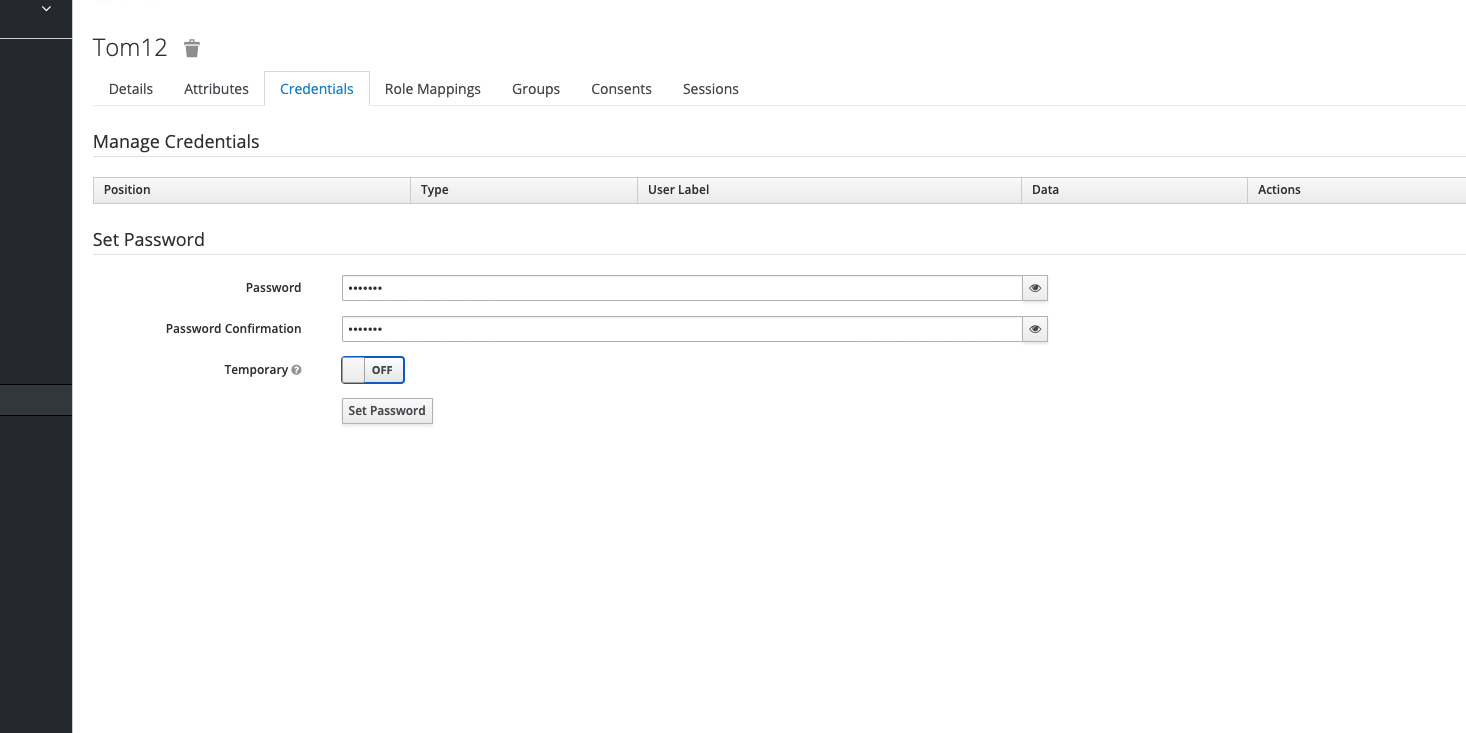 Tom12
Details Attributes Credentials Role Mappings Groups Consents Sessions
Manage Credentials
Position Type User Label Data Actions
Set Password
Password •••••••
Password Confirmation •••••••
Temporary OFF
Set Password